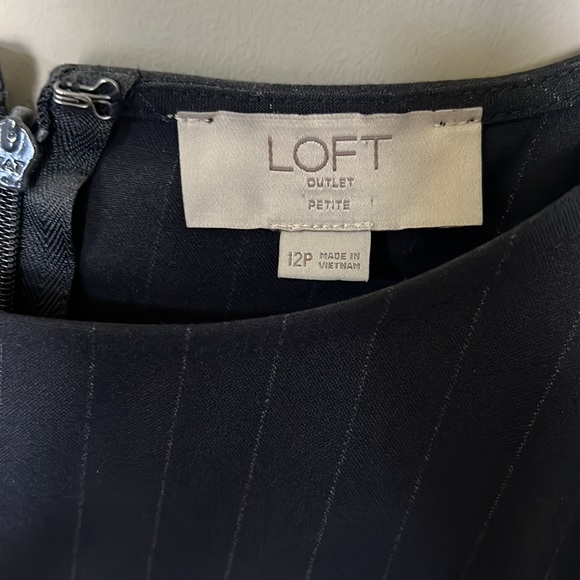 LOFT
OUTLET
PETITE
12P
MADE IN
VIETNAM